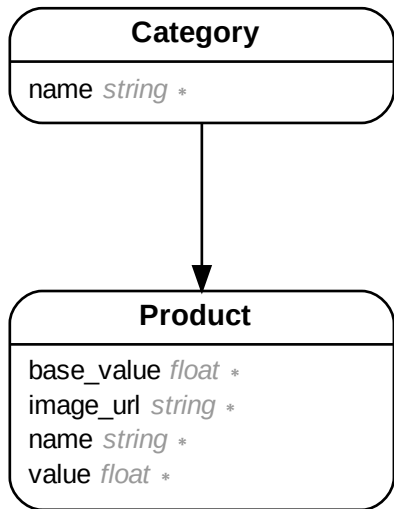 Category
name string *
Product
base_value float *
image_url string *
name string *
value float *